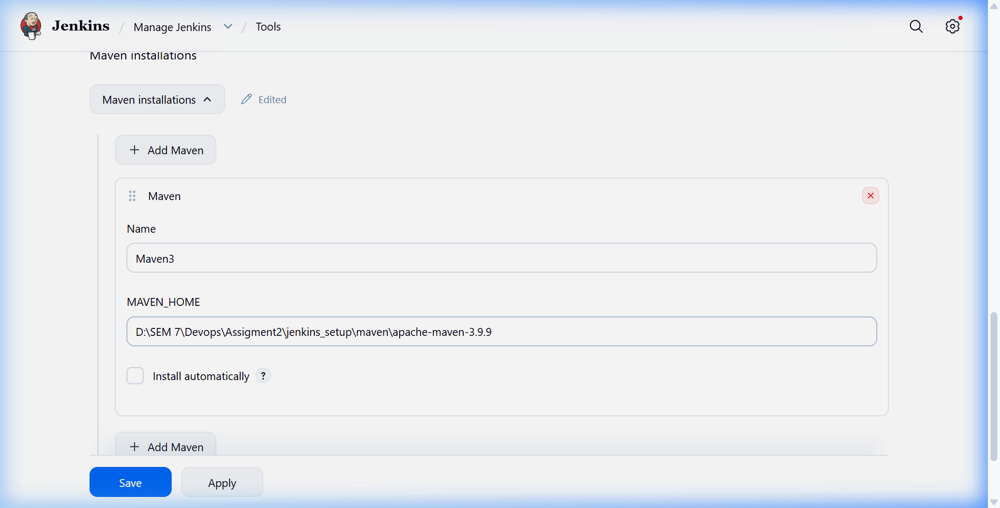 Jenkins / Manage Jenkins / Tools
Maven installations
Maven installations Edited
+ Add Maven
Maven
Name
Maven3
MAVEN_HOME
D:\SEM 7\Devops\Assigment2\jenkins_setup\maven\apache-maven-3.9.9
Install automatically ?
+ Add Maven
Save Apply